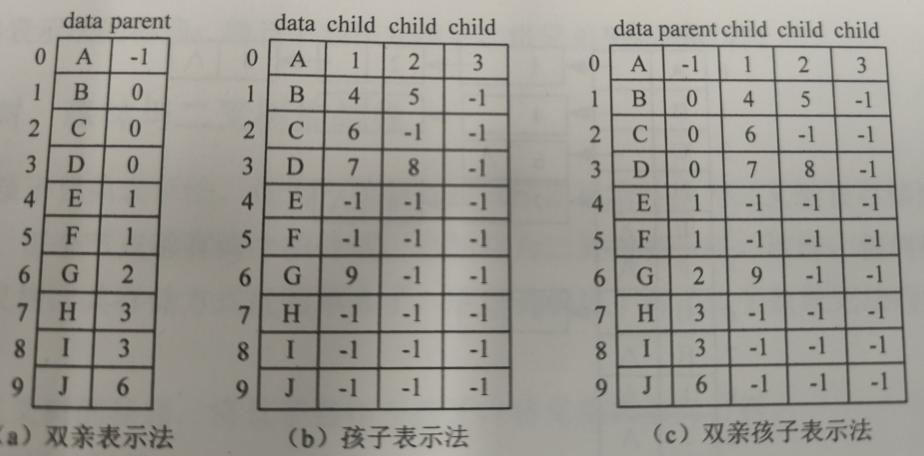 data parent
0 A -1
1 B 0
2 C 0
3 D 0
4 E 1
5 F 1
6 G 2
7 H 3
8 I 3
9 J 6
(a）双亲表示法
data child child child
0 A 1 2 3
1 B 4 5 -1
2 C 6 -1 -1
3 D 7 8 -1
4 E -1 -1 -1
5 F -1 -1 -1
6 G 9 -1 -1
7 H -1 -1 -1
8 I -1 -1 -1
9 J -1 -1 -1
（b）孩子表示法
data parent child child child
0 A -1 1 2 3
1 B 0 4 5 -1
2 C 0 6 -1 -1
3 D 0 7 8 -1
4 E 1 -1 -1 -1
5 F 1 -1 -1 -1
6 G 2 9 -1 -1
7 H 3 -1 -1 -1
8 I 3 -1 -1 -1
9 J 6 -1 -1 -1
（c）双亲孩子表示法